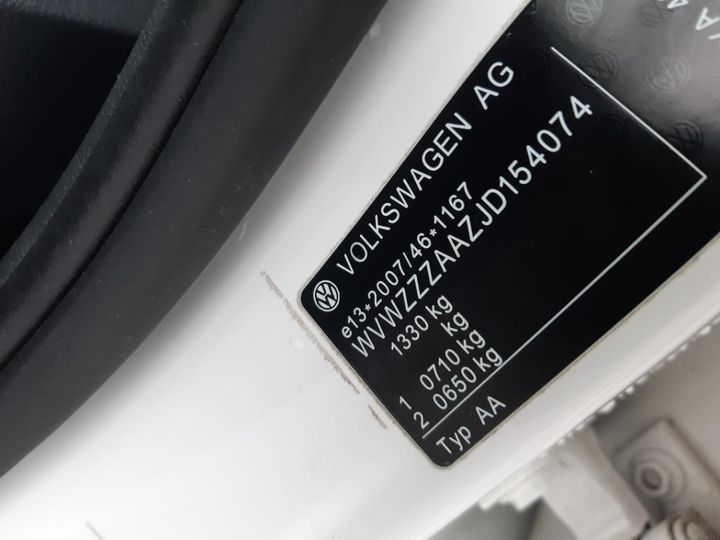 VOLKSWAGEN AG
e13*2007/46*1167
WVWZZZAAZJD154074
1330 kg
kg
1 0710 kg
2 0650 kg
Typ AA